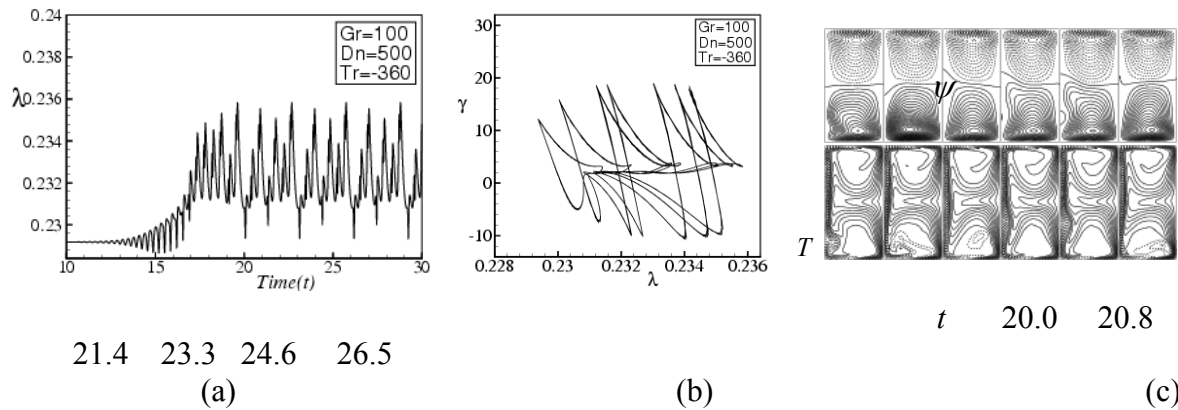 0.24
0.238
0.236
0.234
0.232
0.23
λ
Gr=100
Dn=500
Tr=-360
10 15 20 25 30
Time(t)
30
20
10
0
-10
γ
Gr=100
Dn=500
Tr=-360
0.228 0.23 0.232 0.234 0.236
λ
ψ
T
t 20.0 20.8
21.4 23.3 24.6 26.5
(a) (b) (c)